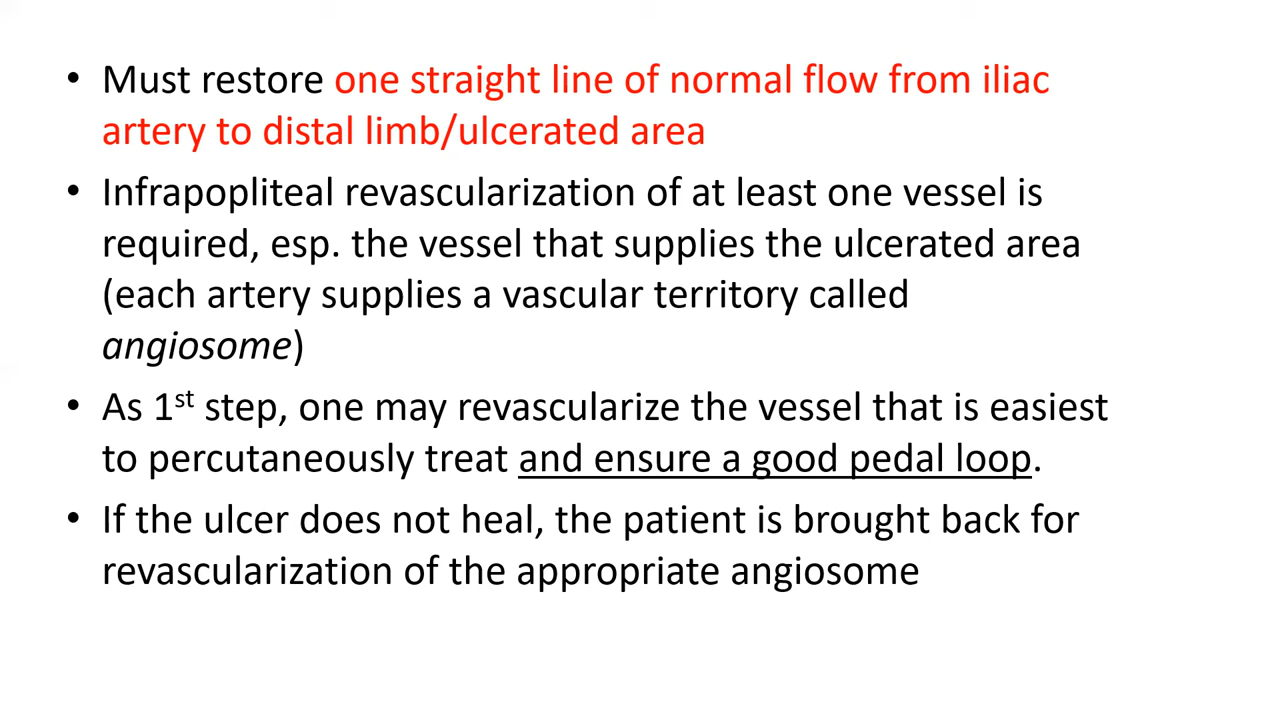 • Must restore one straight line of normal flow from iliac
artery to distal limb/ulcerated area
• Infrapopliteal revascularization of at least one vessel is
required, esp. the vessel that supplies the ulcerated area
(each artery supplies a vascular territory called
angiosome)
• As 1st step, one may revascularize the vessel that is easiest
to percutaneously treat and ensure a good pedal loop.
• If the ulcer does not heal, the patient is brought back for
revascularization of the appropriate angiosome